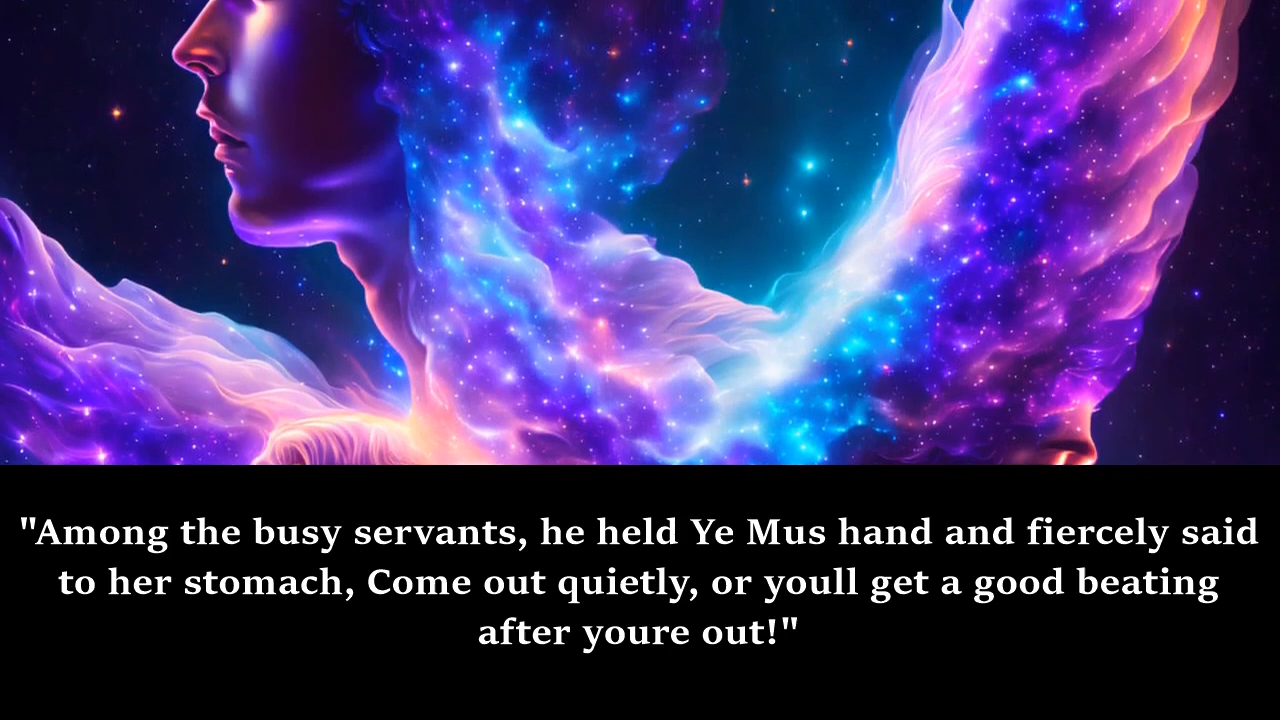 "Among the busy servants, he held Ye Mus hand and fiercely said
to her stomach, Come out quietly, or youll get a good beating
after youre out!"